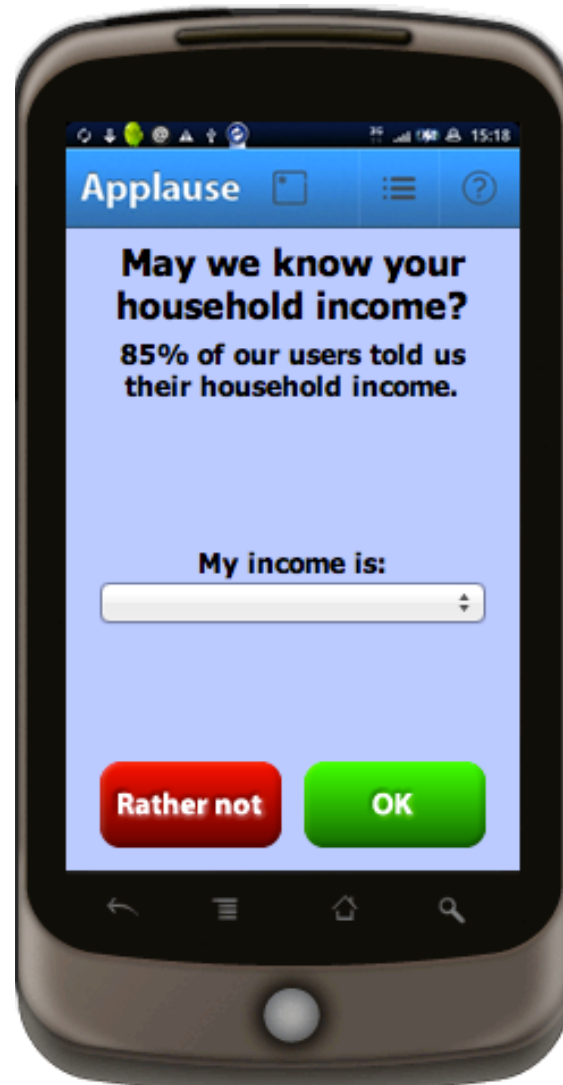 3G 15:18
Applause
May we know your
household income?
85% of our users told us
their household income.
My income is:
Rather not OK